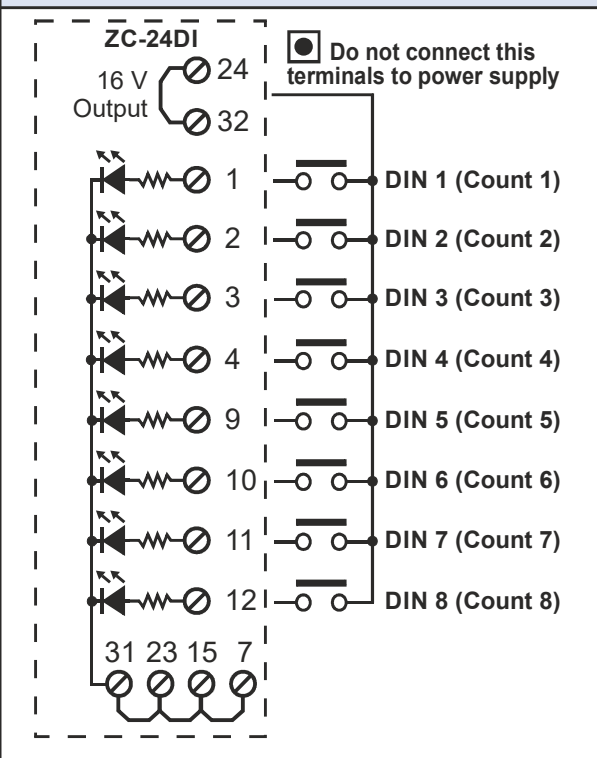 ZC-24DI
Do not connect this
terminals to power supply
16 V
Output
24
32
1 DIN 1 (Count 1)
2 DIN 2 (Count 2)
3 DIN 3 (Count 3)
4 DIN 4 (Count 4)
9 DIN 5 (Count 5)
10 DIN 6 (Count 6)
11 DIN 7 (Count 7)
12 DIN 8 (Count 8)
31 23 15 7